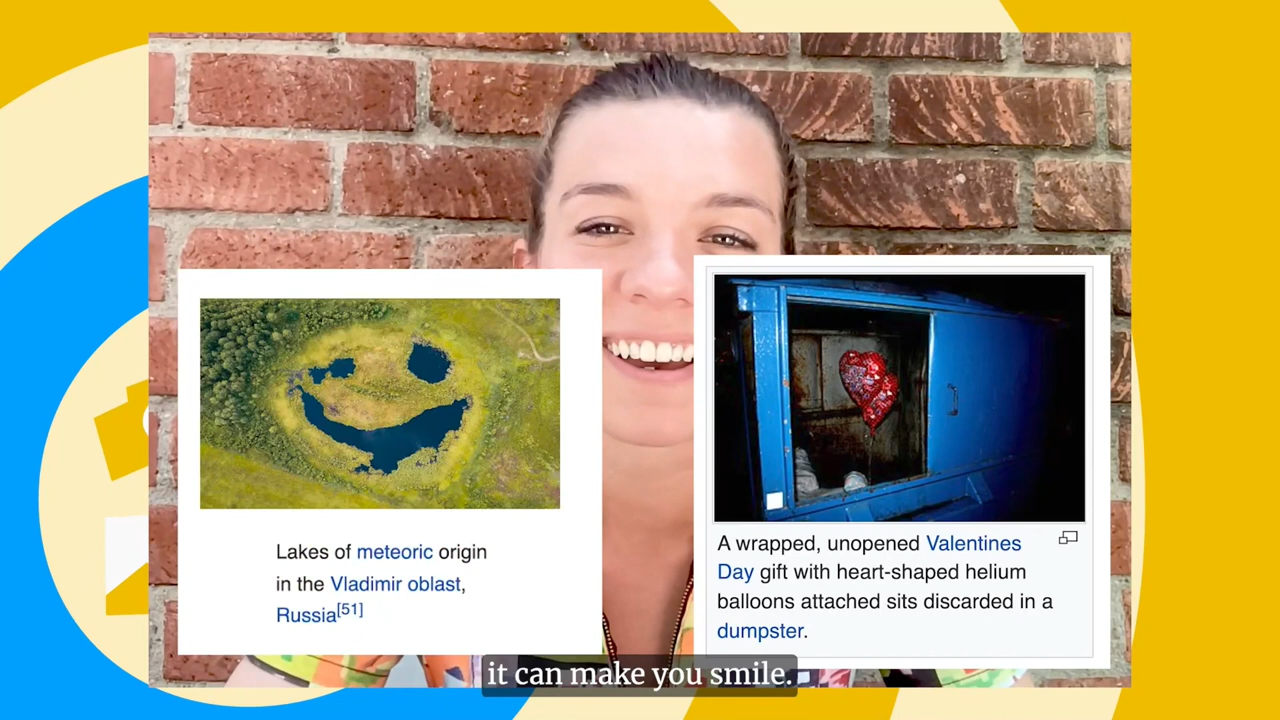 Lakes of meteoric origin
in the Vladimir oblast,
Russia[51]
A wrapped, unopened Valentines
Day gift with heart-shaped helium
balloons attached sits discarded in a
dumpster.
it can make you smile.